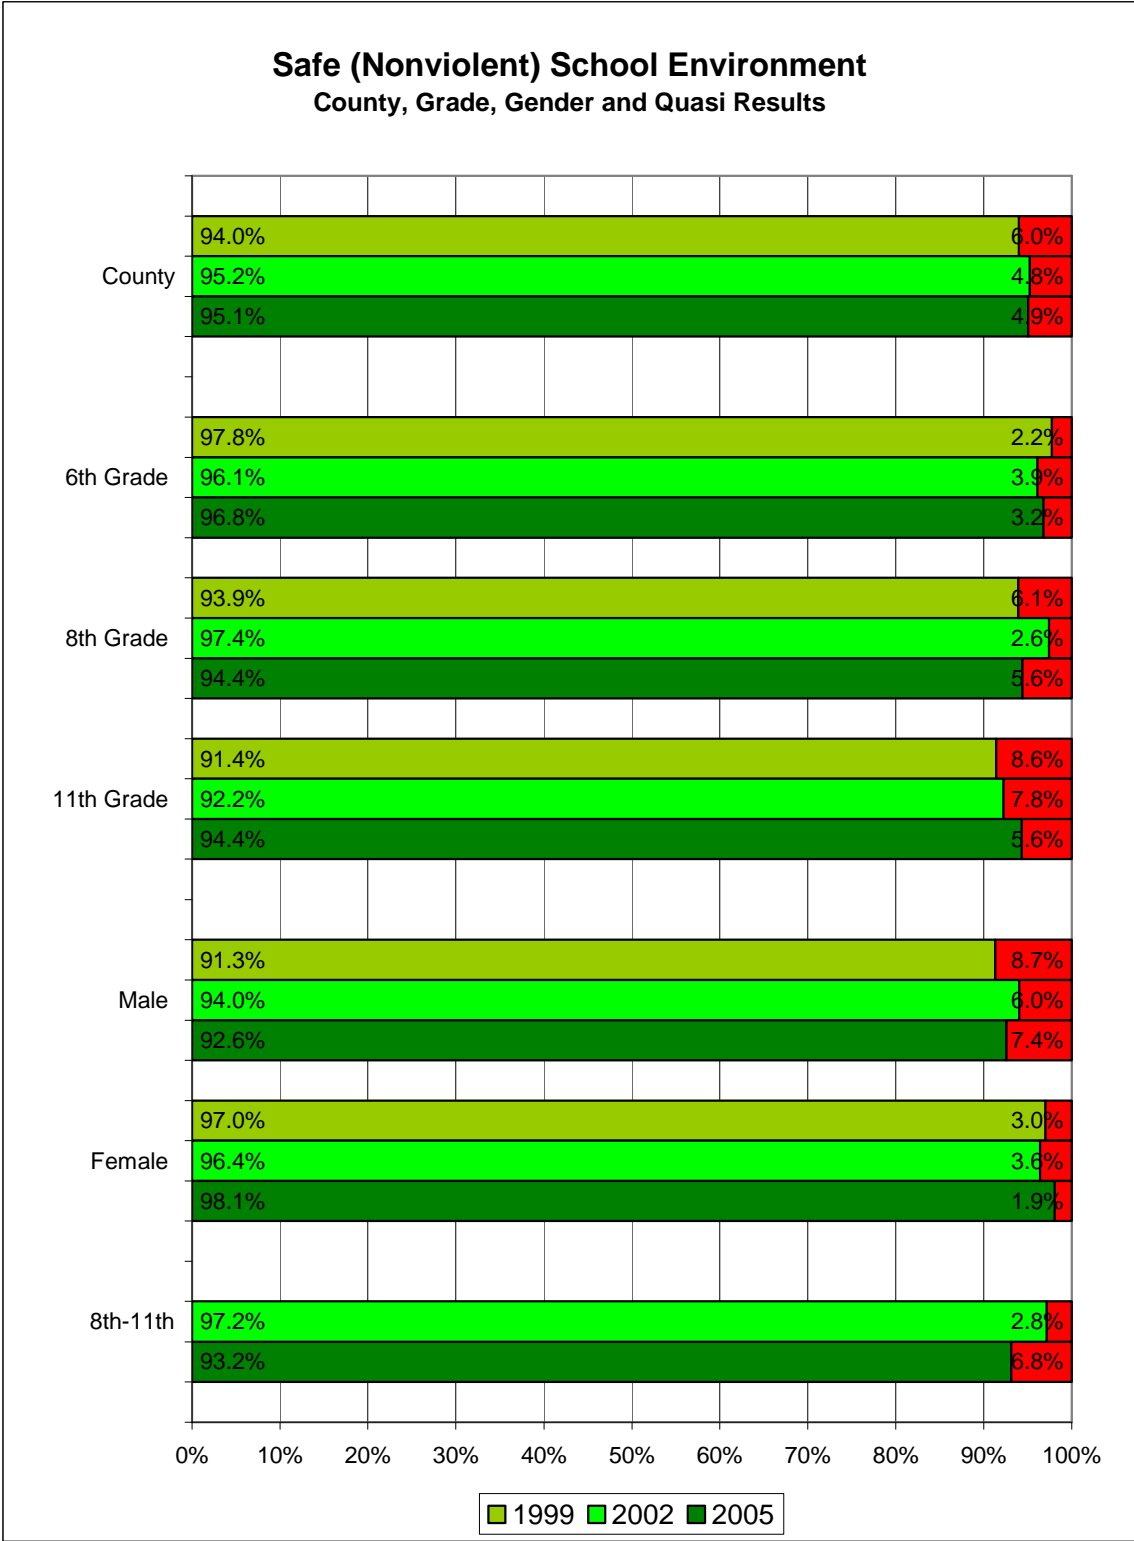 Safe (Nonviolent) School Environment
County, Grade, Gender and Quasi Results
94.0% 6.0%
County 95.2% 4.8%
95.1% 4.9%
97.8% 2.2%
6th Grade 96.1% 3.9%
96.8% 3.2%
93.9% 6.1%
8th Grade 97.4% 2.6%
94.4% 5.6%
91.4% 8.6%
11th Grade 92.2% 7.8%
94.4% 5.6%
91.3% 8.7%
Male 94.0% 6.0%
92.6% 7.4%
97.0% 3.0%
Female 96.4% 3.6%
98.1% 1.9%
8th-11th 97.2% 2.8%
93.2% 6.8%
0% 10% 20% 30% 40% 50% 60% 70% 80% 90% 100%
1999 2002 2005